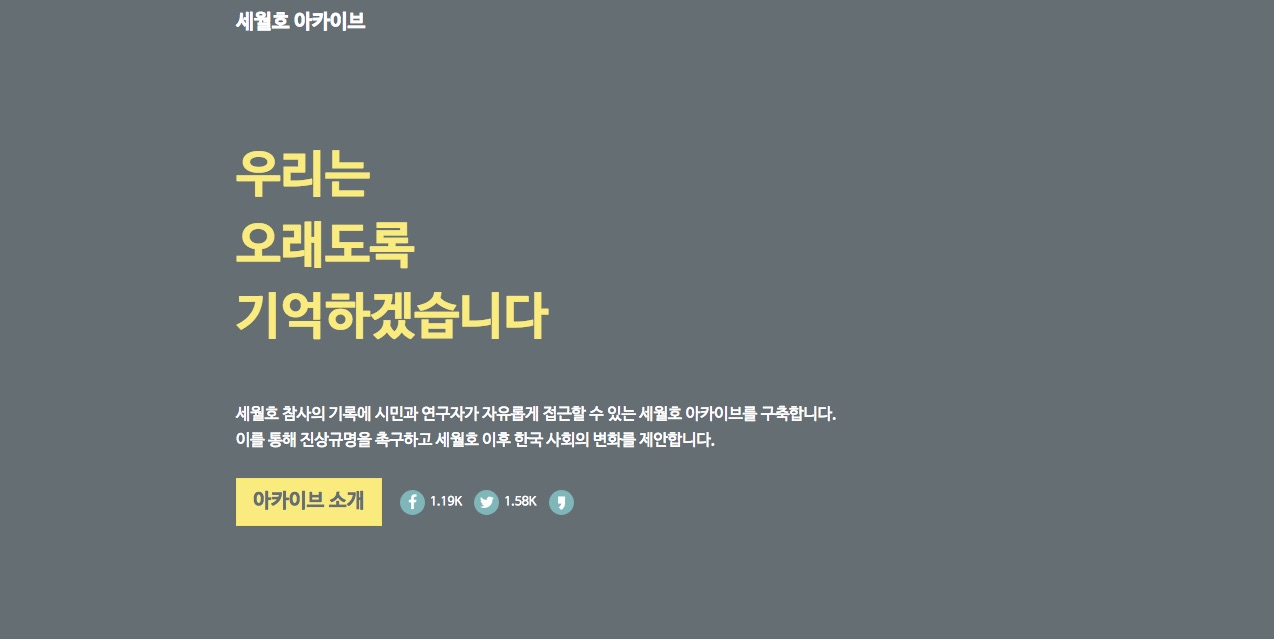 세월호 아카이브
우리는
오래도록
기억하겠습니다
세월호 참사의 기록에 시민과 연구자가 자유롭게 접근할 수 있는 세월호 아카이브를 구축합니다.
이를 통해 진상규명을 촉구하고 세월호 이후 한국 사회의 변화를 제안합니다.
아카이브 소개 1.19K 1.58K